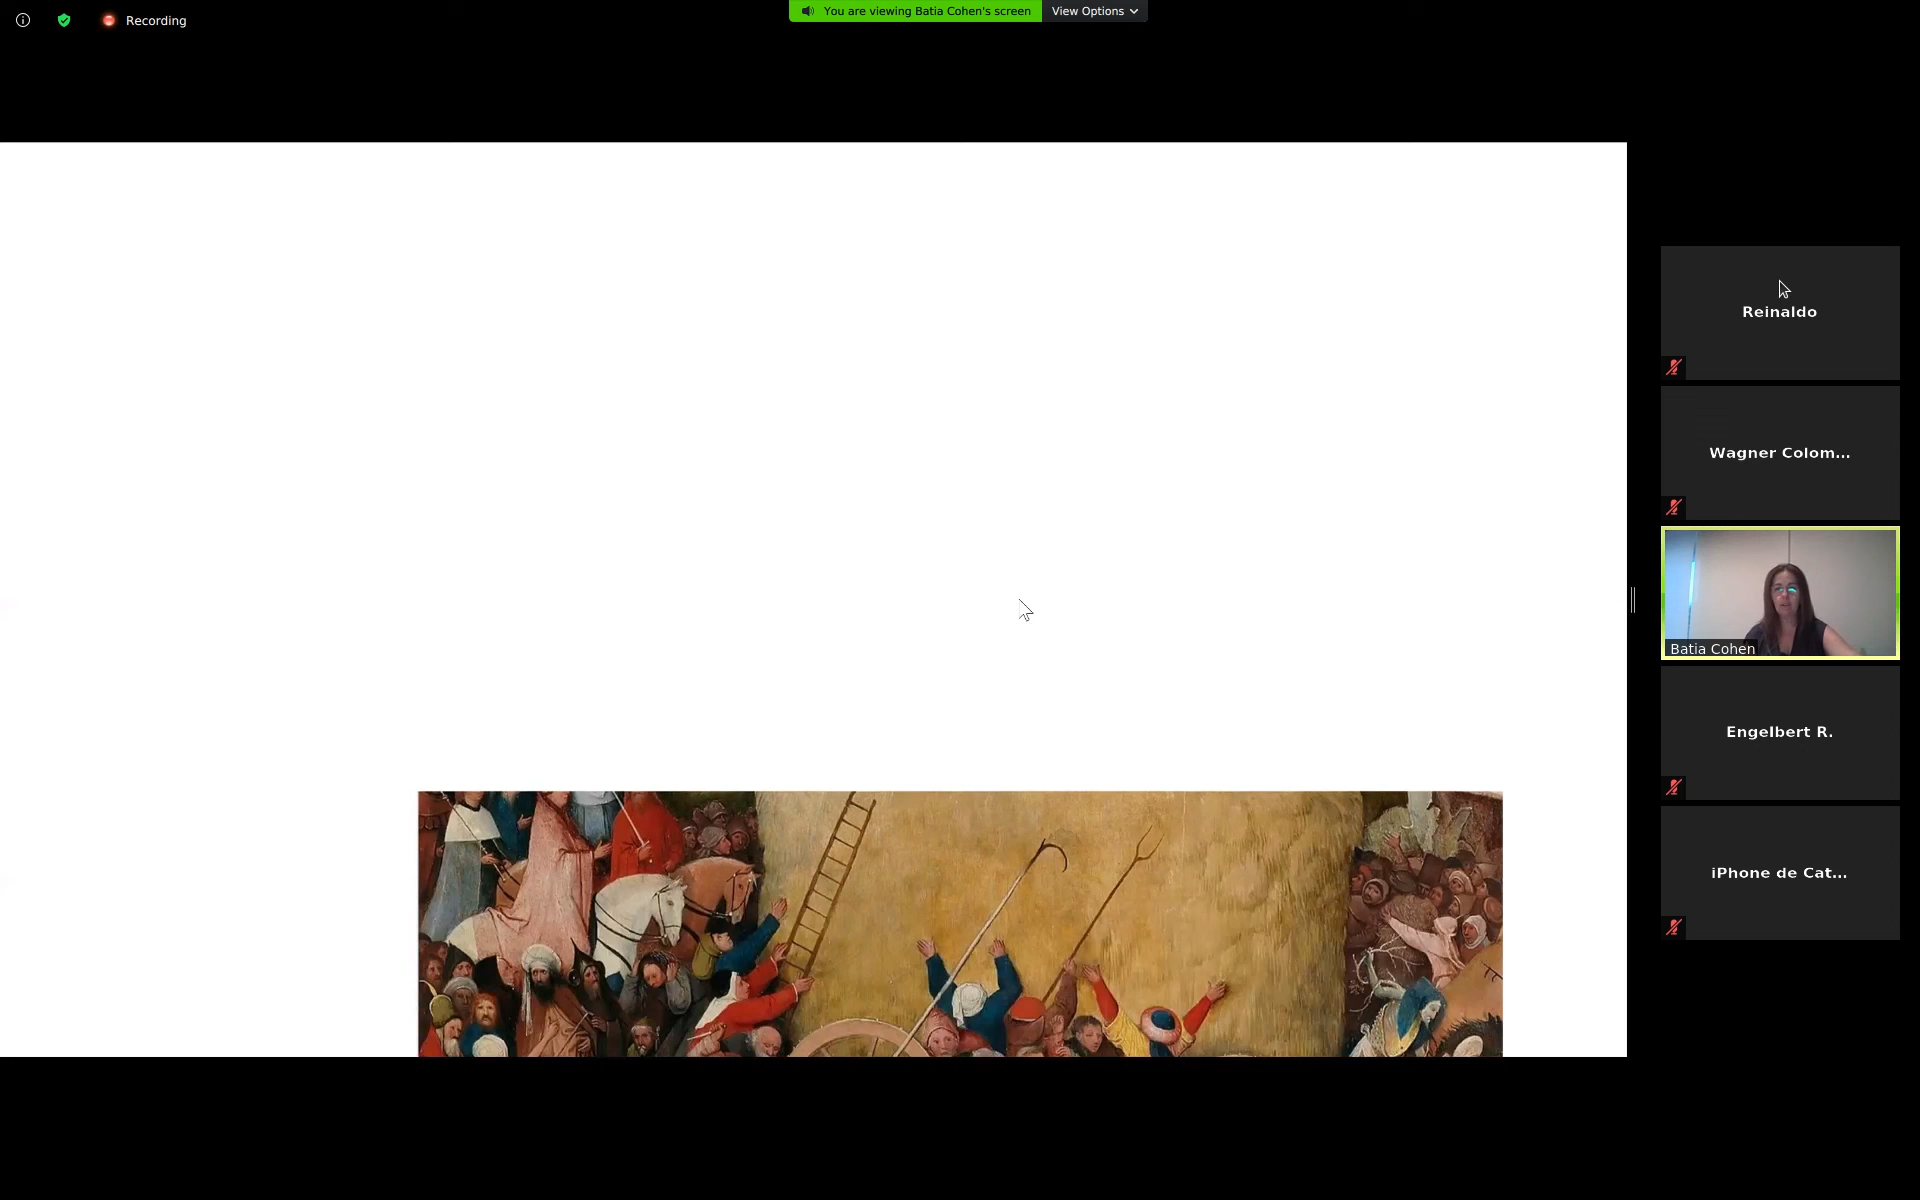 Recording
You are viewing Batia Cohen's screen
View Options
Reinaldo
Wagner Colom...
Batia Cohen
Engelbert R.
iPhone de Cat...